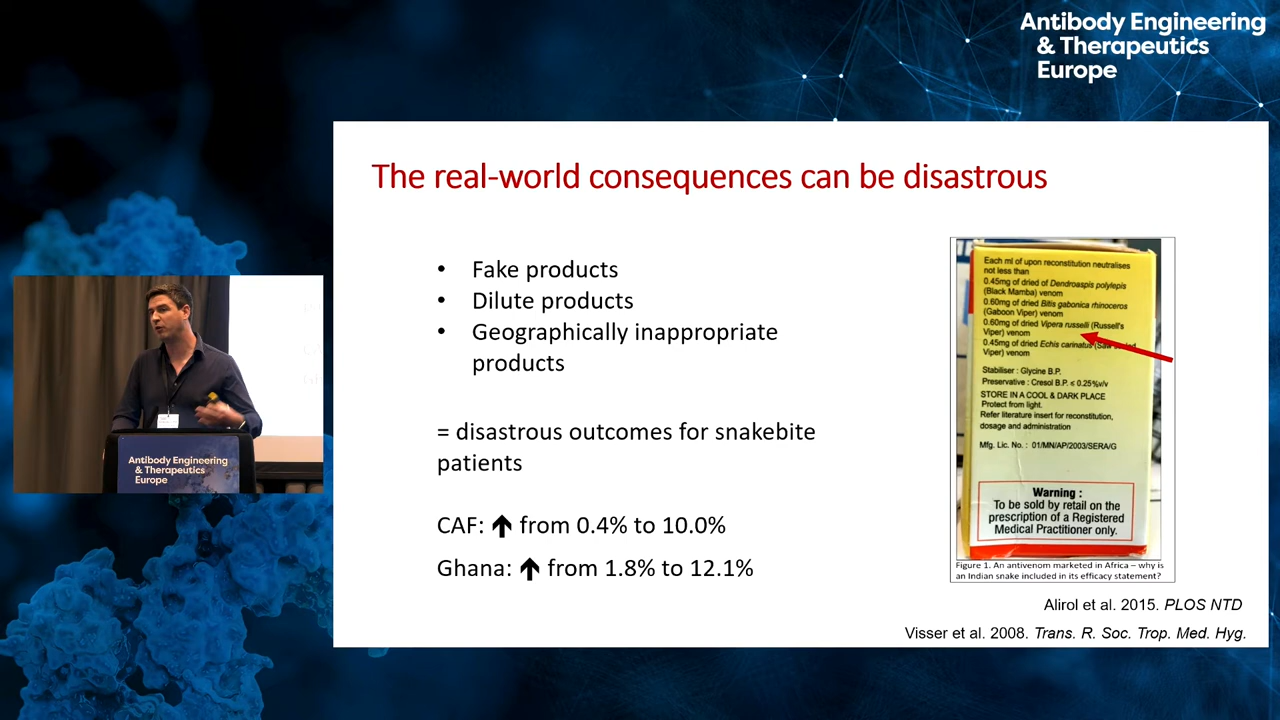 Antibody Engineering
& Therapeutics
Europe
The real-world consequences can be disastrous
• Fake products
• Dilute products
• Geographically inappropriate
products
= disastrous outcomes for snakebite
patients
CAF: ↑ from 0.4% to 10.0%
Ghana: ↑ from 1.8% to 12.1%
Each ml of upon reconstitution neutralises
not less than
0.45mg of dried of Dendroaspis polylepis
(Black Mamba) venom
0.60mg of dried Bitis gabonica rhinoceros
(Gaboon Viper) venom
0.60mg of dried Vipera russelli (Russell's
Viper) venom
0.45mg of dried Echis carinatus
Viper) venom
Stabiliser : Glycine B.P.
Preservative : Cresol B.P. ≤ 0.25%v/v
STORE IN A COOL & DARK PLACE
Protect from light.
Refer literature insert for reconstitution,
dosage and administration
Mfg. Lic. No. : 01/MN/AP/2003/SERA/G
Warning :
To be sold by retail on the
prescription of a Registered
Medical Practitioner only.
Figure 1. An antivenom marketed in Africa – why is
an Indian snake included in its efficacy statement?
Alirol et al. 2015. PLOS NTD
Visser et al. 2008. Trans. R. Soc. Trop. Med. Hyg.
Antibody Engineering
& Therapeutics
Europe